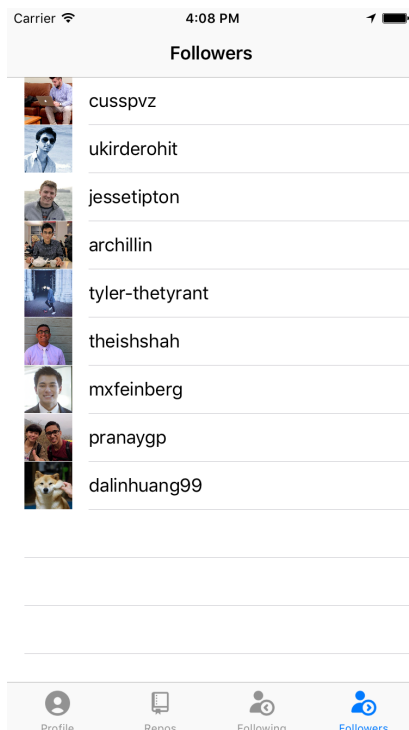 Carrier 4:08 PM
Followers
cusspvz
ukirderohit
jessetipton
archillin
tyler-thetyrant
theishshah
mxfeinberg
pranaygp
dalinhuang99
Profile Repos Following Followers